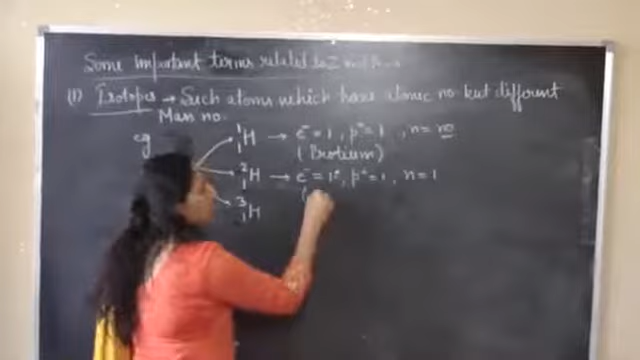 Some important terms related to Z and A :-
(1) Isotopes → Such atoms which have atomic no. but different
Mass no.
eg ¹₁H → e⁻ = 1 , p⁺ = 1 , n = no
(Protium)
²₁H → e⁻ = 1 , p⁺ = 1 , n = 1
(
³₁H